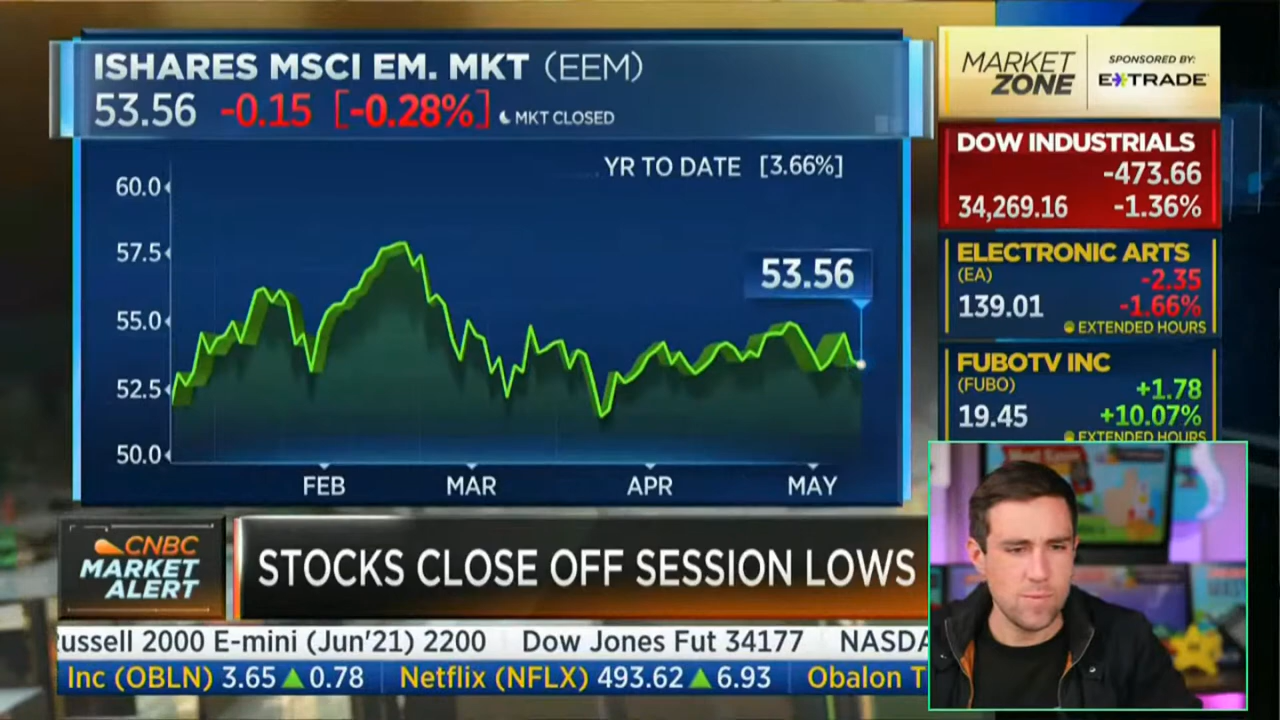 ISHARES MSCI EM. MKT (EEM)
53.56 -0.15 [-0.28%] MKT CLOSED
YR TO DATE [3.66%]
60.0
57.5
55.0
52.5
50.0
53.56
FEB MAR APR MAY
MARKET ZONE
SPONSORED BY:
E*TRADE
DOW INDUSTRIALS
-473.66
34,269.16 -1.36%
ELECTRONIC ARTS
(EA) -2.35
139.01 -1.66%
EXTENDED HOURS
FUBOTV INC
(FUBO) +1.78
19.45 +10.07%
EXTENDED HOURS
CNBC
MARKET
ALERT
STOCKS CLOSE OFF SESSION LOWS
ussell 2000 E-mini (Jun'21) 2200 Dow Jones Fut 34177 NASDA
Inc (OBLN) 3.65 ▲ 0.78 Netflix (NFLX) 493.62 ▲ 6.93 Obalon T